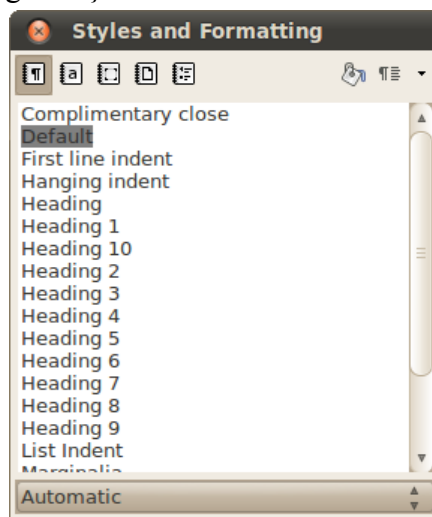 Styles and Formatting
Complimentary close
Default
First line indent
Hanging indent
Heading
Heading 1
Heading 10
Heading 2
Heading 3
Heading 4
Heading 5
Heading 6
Heading 7
Heading 8
Heading 9
List Indent
Marginalia
Automatic